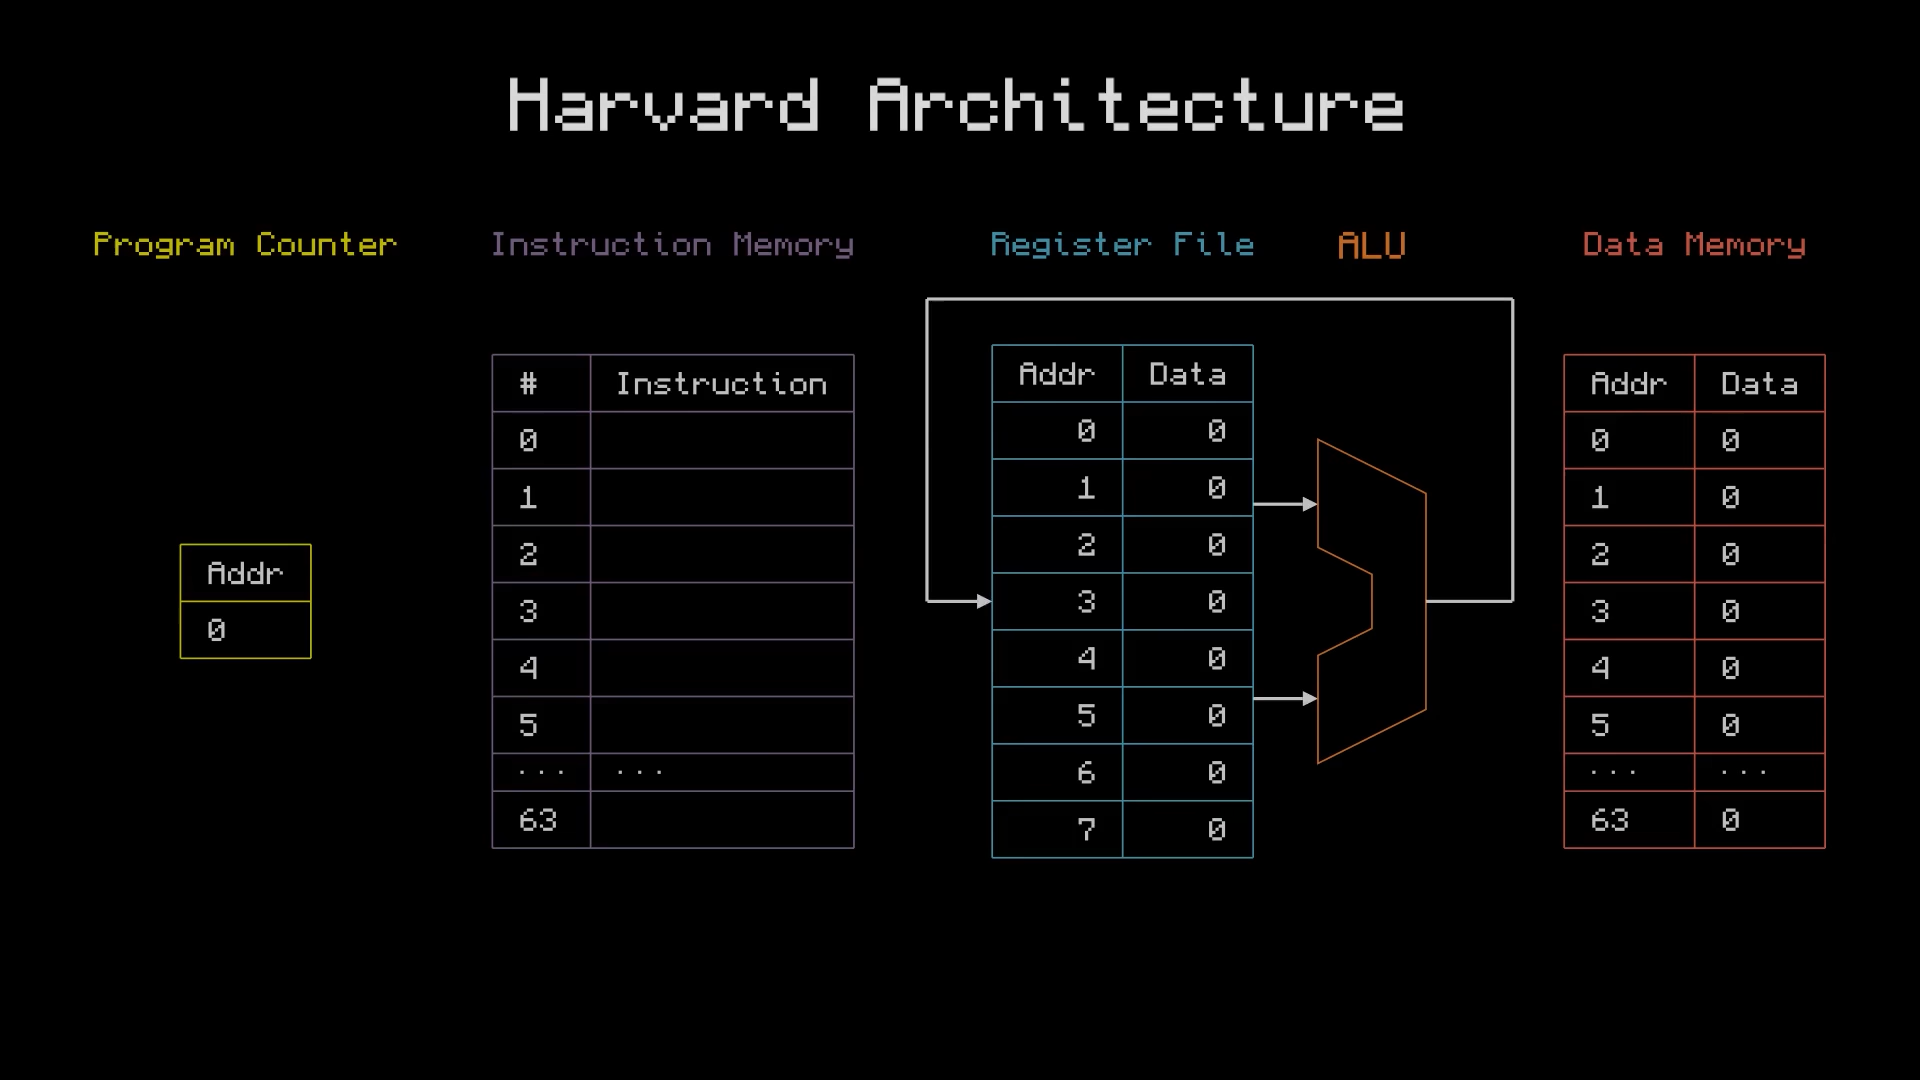 Harvard Architecture
Program Counter
Addr
0
Instruction Memory
# Instruction
0
1
2
3
4
5
... ...
63
Register File
Addr Data
0 0
1 0
2 0
3 0
4 0
5 0
6 0
7 0
ALU
Data Memory
Addr Data
0 0
1 0
2 0
3 0
4 0
5 0
... ...
63 0